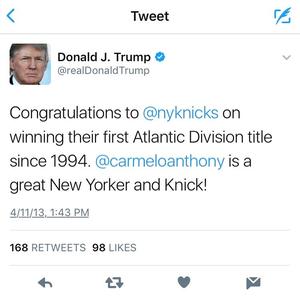 Tweet
Donald J. Trump
@realDonaldTrump
Congratulations to @nyknicks on
winning their first Atlantic Division title
since 1994. @carmeloanthony is a
great New Yorker and Knick!
4/11/13, 1:43 PM
168 RETWEETS 98 LIKES